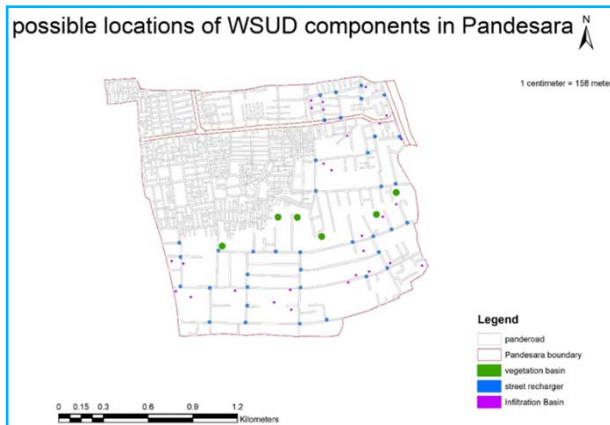 possible locations of WSUD components in Pandesara
N
1 centimeter = 158 meter
Legend
panderoad
Pandesara boundary
vegetation basin
street recharger
Infiltration Basin
0 0.15 0.3 0.6 0.9 1.2
Kilometers